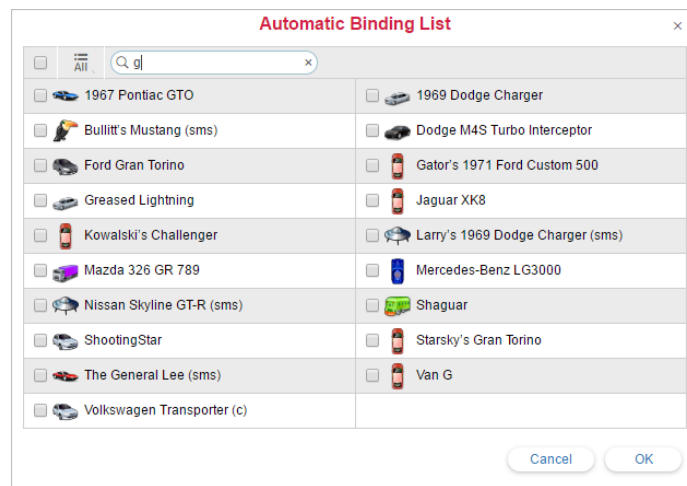 Automatic Binding List
×
All
g ×
1967 Pontiac GTO 1969 Dodge Charger
Bullitt's Mustang (sms) Dodge M4S Turbo Interceptor
Ford Gran Torino Gator's 1971 Ford Custom 500
Greased Lightning Jaguar XK8
Kowalski's Challenger Larry's 1969 Dodge Charger (sms)
Mazda 326 GR 789 Mercedes-Benz LG3000
Nissan Skyline GT-R (sms) Shaguar
ShootingStar Starsky's Gran Torino
The General Lee (sms) Van G
Volkswagen Transporter (c)
Cancel OK